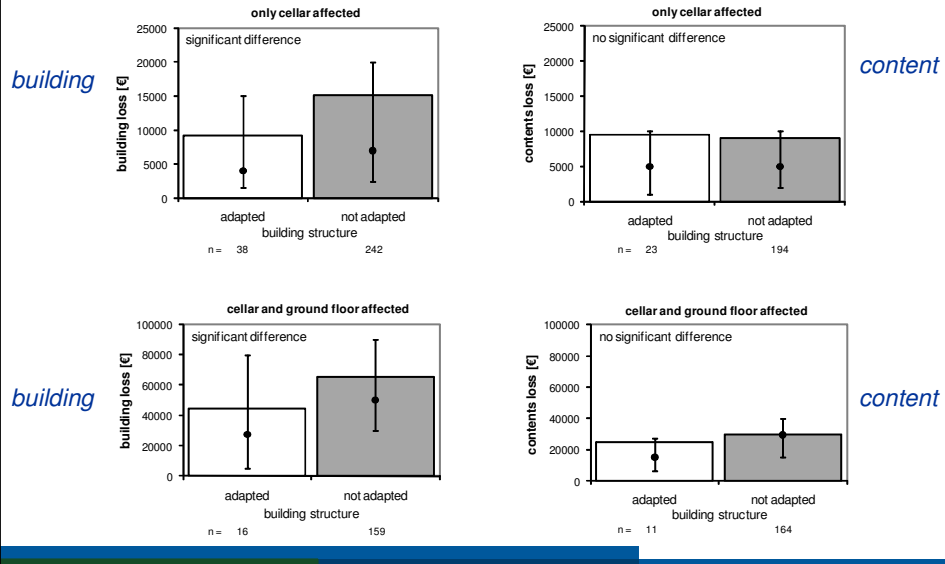 only cellar affected
building
building loss [€]
25000
20000
15000
10000
5000
0
significant difference
adapted not adapted
building structure
n = 38 242
only cellar affected
content
contents loss [€]
25000
20000
15000
10000
5000
0
no significant difference
adapted not adapted
building structure
n = 23 194
cellar and ground floor affected
building
building loss [€]
100000
80000
60000
40000
20000
0
significant difference
adapted not adapted
building structure
n = 16 159
cellar and ground floor affected
content
contents loss [€]
100000
80000
60000
40000
20000
0
no significant difference
adapted not adapted
building structure
n = 11 164